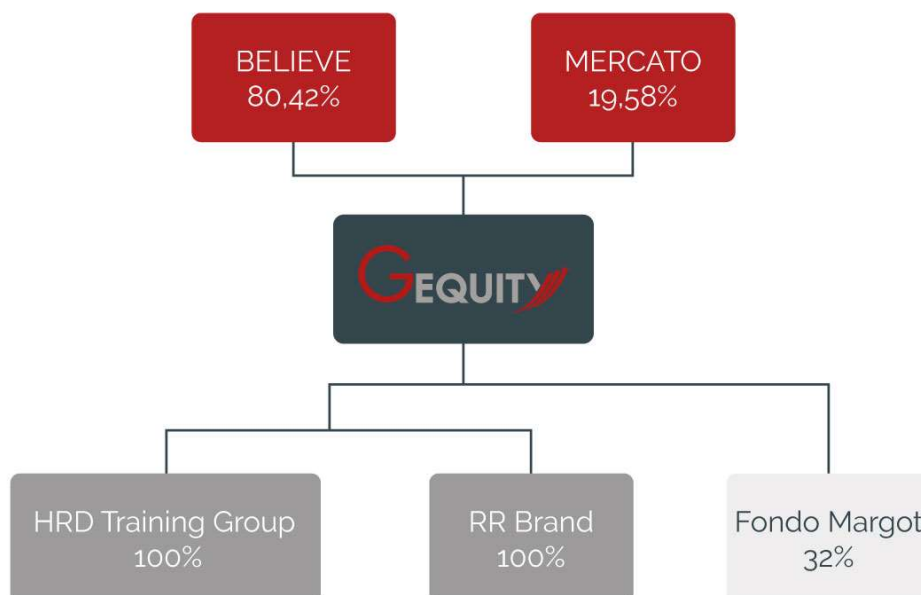 BELIEVE
80,42%
MERCATO
19,58%
GEQUITY
HRD Training Group
100%
RR Brand
100%
Fondo Margot
32%